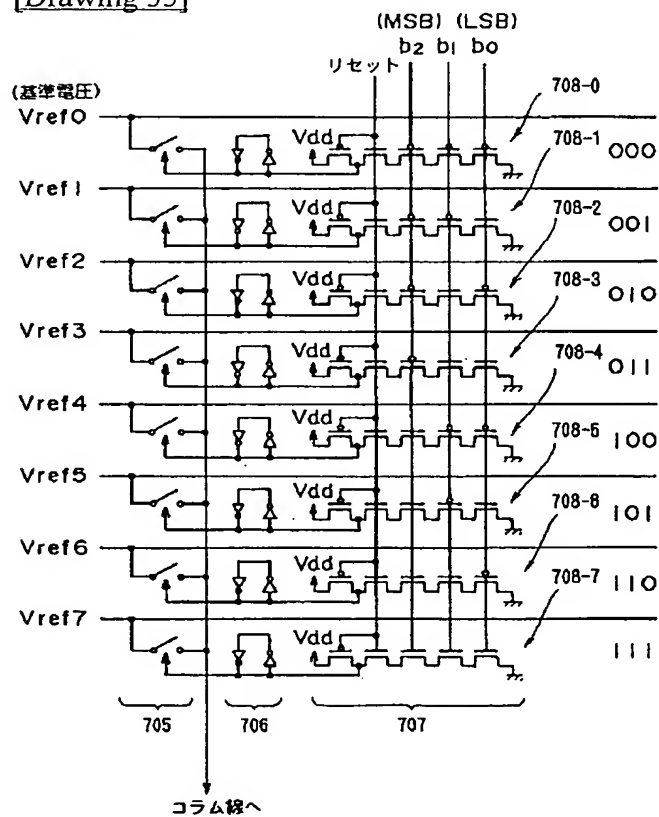 [Drawing 55]
(MSB) (LSB)
b2 b1 b0
リセット
(基準電圧)
Vref0
Vdd
708-0
000
Vref1
Vdd
708-1
001
Vref2
Vdd
708-2
010
Vref3
Vdd
708-3
011
Vref4
Vdd
708-4
100
Vref5
Vdd
708-5
101
Vref6
Vdd
708-6
110
Vref7
Vdd
708-7
111
705
706
707
コラム線へ